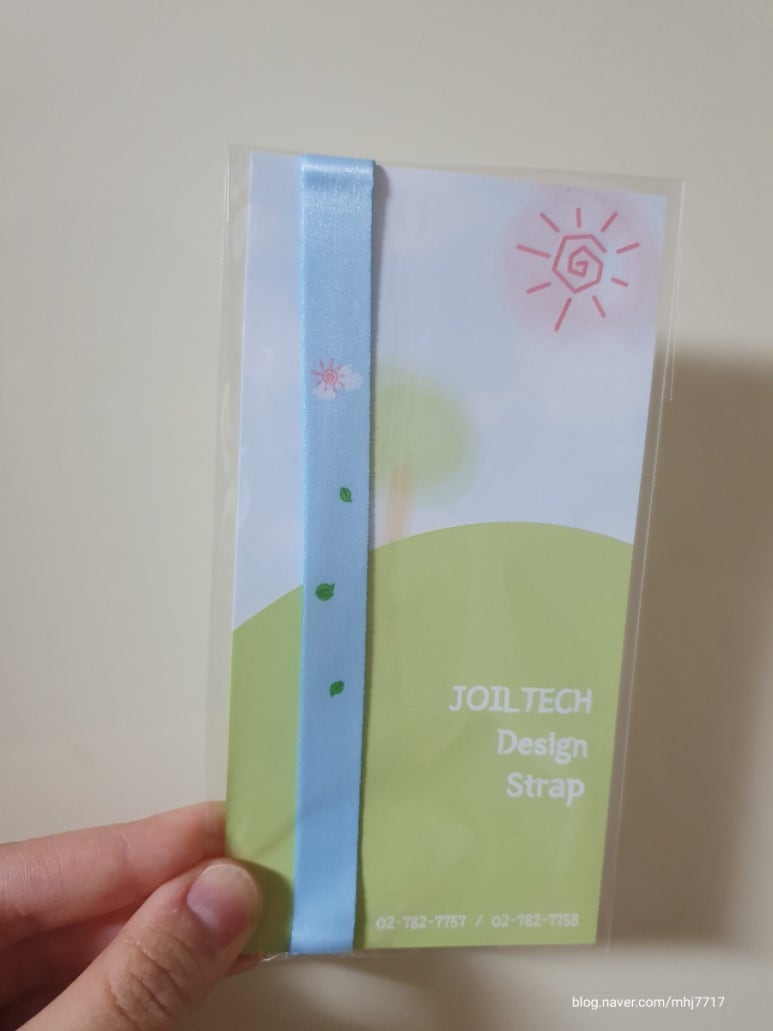 JOILTECH
Design
Strap
02-782-7757 / 02-782-7758
blog.naver.com/mhj7717